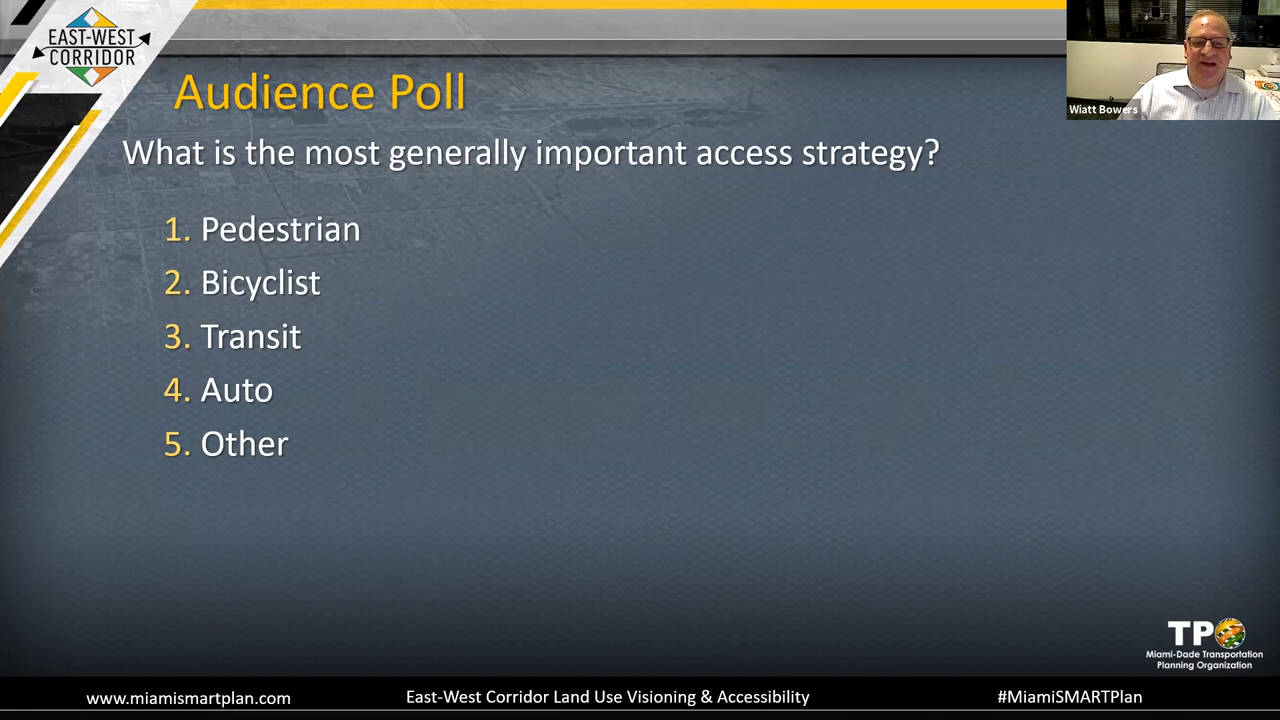 EAST-WEST
CORRIDOR
Audience Poll
Wiatt Bowers
What is the most generally important access strategy?
1. Pedestrian
2. Bicyclist
3. Transit
4. Auto
5. Other
TPO
Miami-Dade Transportation
Planning Organization
www.miamismartplan.com
East-West Corridor Land Use Visioning & Accessibility
#MiamiSMARTPlan